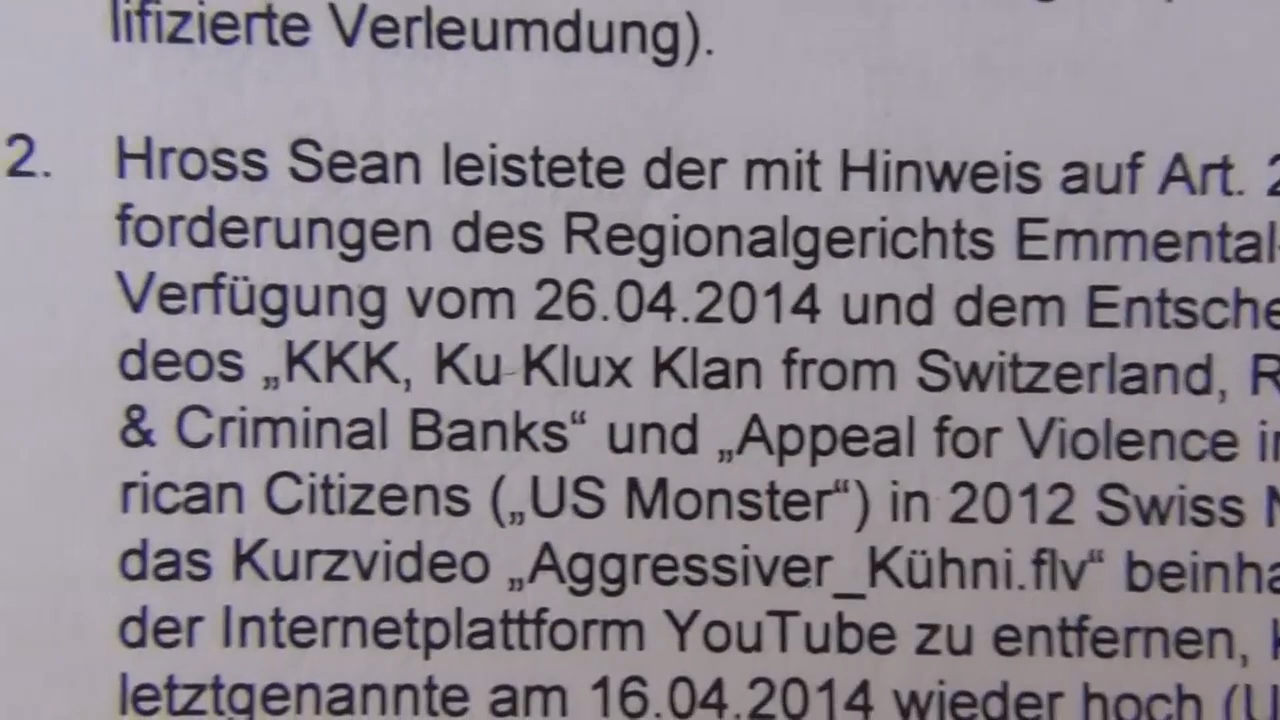 lifizierte Verleumdung).
2. Hross Sean leistete der mit Hinweis auf Art.
forderungen des Regionalgerichts Emmental-
Verfügung vom 26.04.2014 und dem Entsche
deos „KKK, Ku Klux Klan from Switzerland, R
& Criminal Banks“ und „Appeal for Violence in
rican Citizens („US Monster“) in 2012 Swiss N
das Kurzvideo „Aggressiver_Kühni.flv“ beinha
der Internetplattform YouTube zu entfernen,
letztgenannte am 16.04.2014 wieder hoch (U